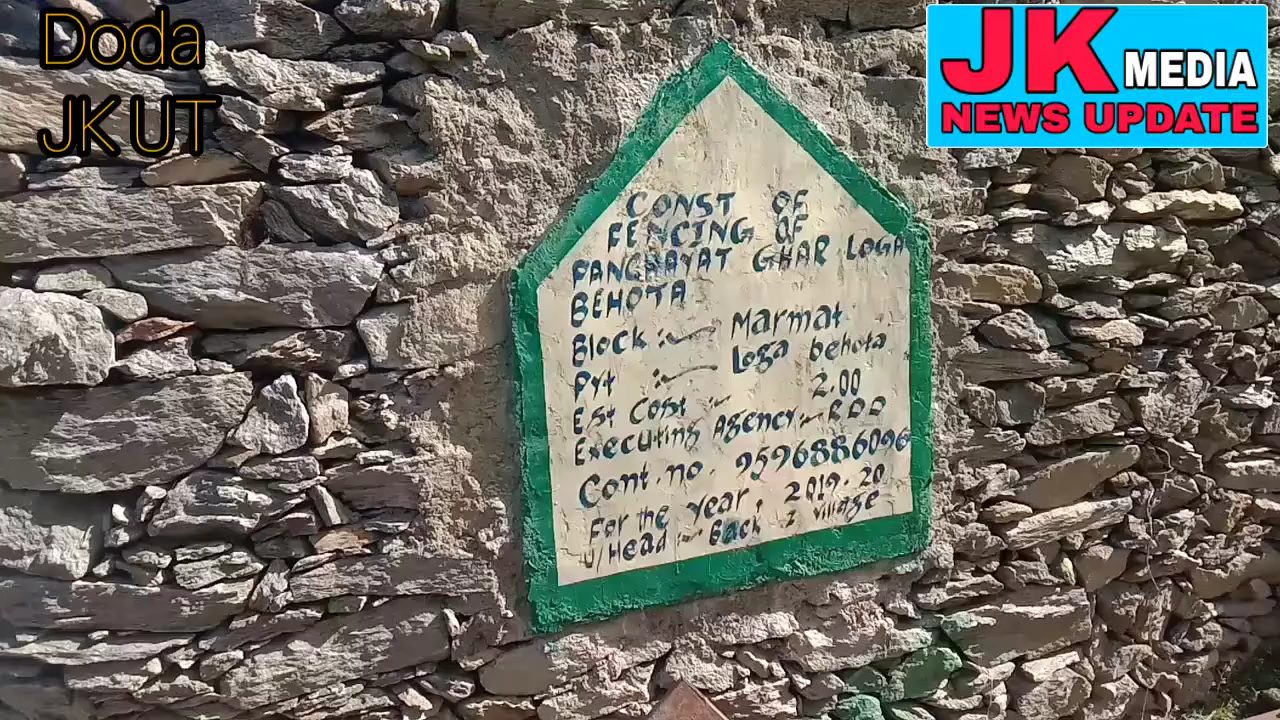 Doda
JK UT
JK MEDIA
NEWS UPDATE
CONST OF
FENCING OF
PANCHAYAT GHAR LOGA
BEHOTA
Block :- Marmat
Pyt :- Loga behota
Est Cost :- 2.00
Executing Agency :- RDD
Cont. no. 9596886096
For the year. 2019-20
U/Head :- Back 2 village